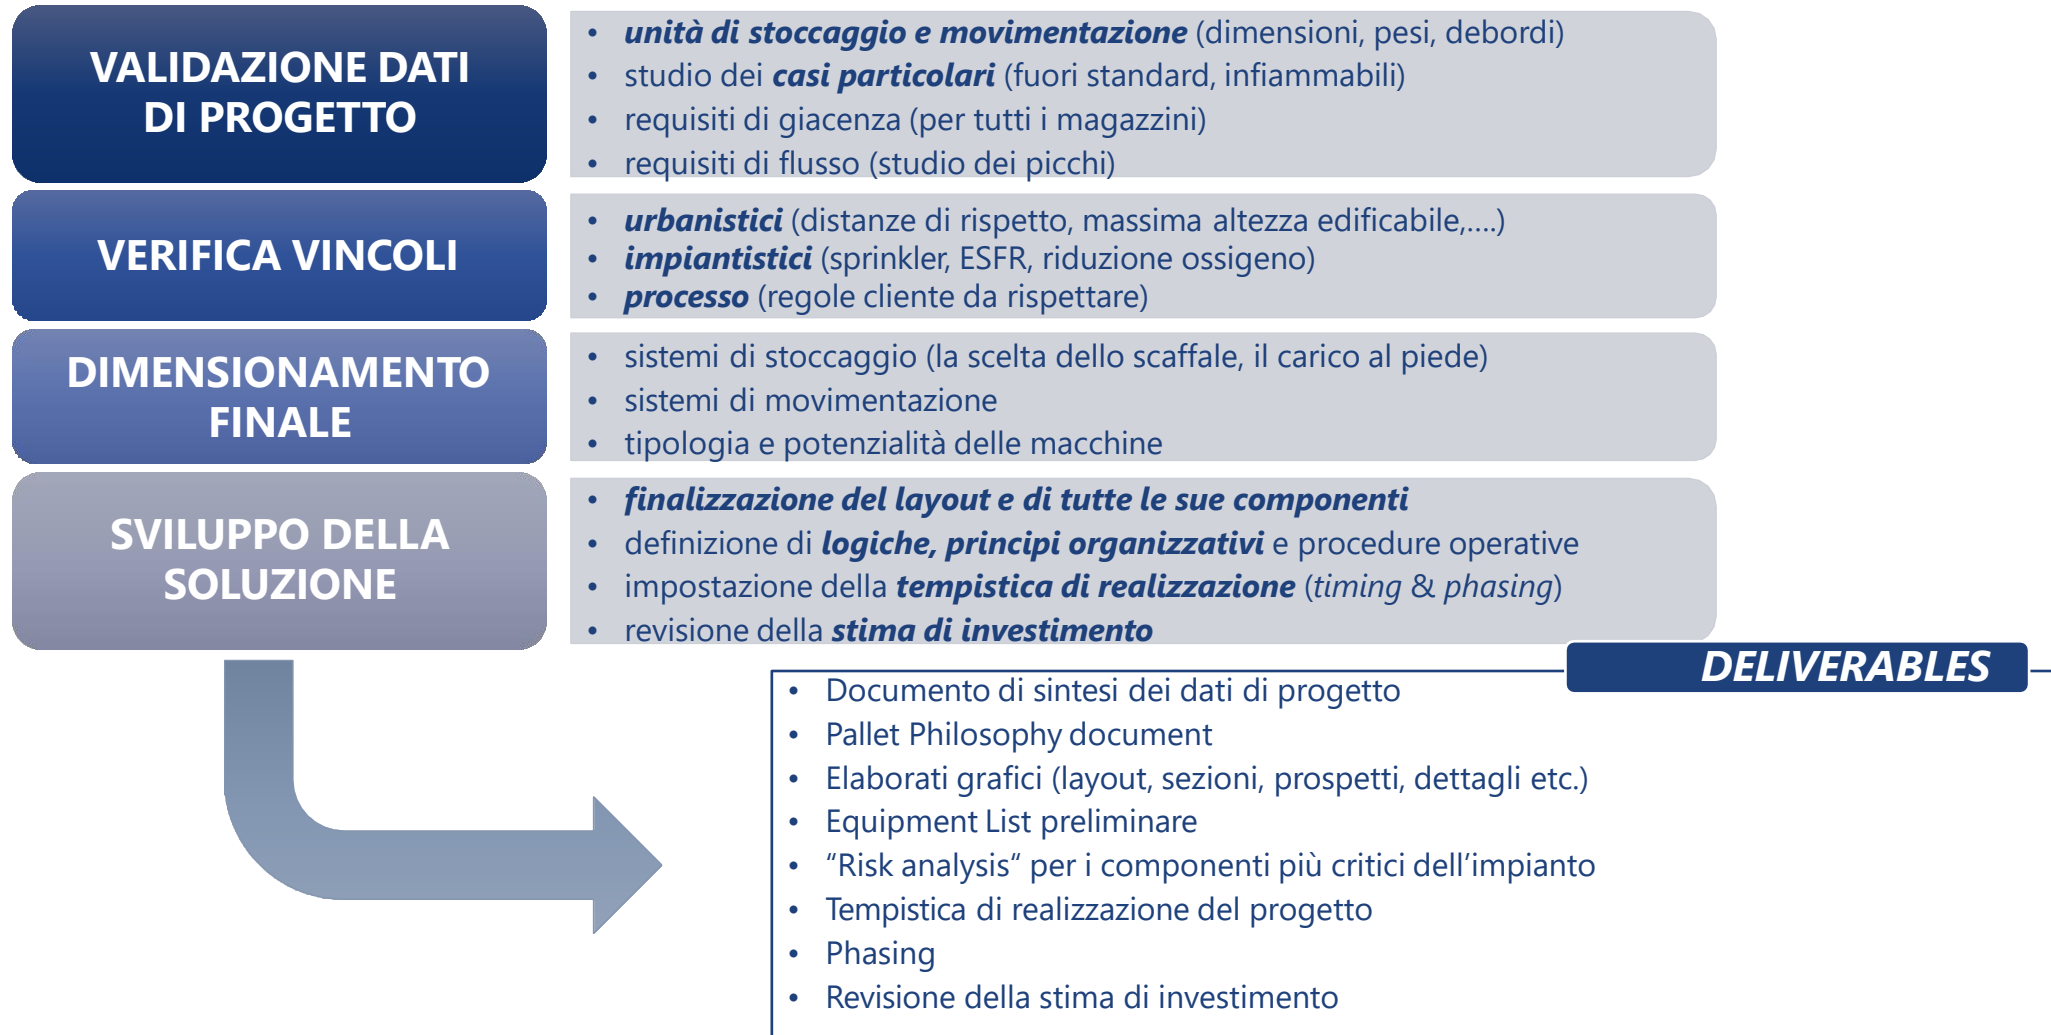 VALIDAZIONE DATI
DI PROGETTO
• unità di stoccaggio e movimentazione (dimensioni, pesi, debordi)
• studio dei casi particolari (fuori standard, infiammabili)
• requisiti di giacenza (per tutti i magazzini)
• requisiti di flusso (studio dei picchi)
VERIFICA VINCOLI
• urbanistici (distanze di rispetto, massima altezza edificabile,....)
• impiantistici (sprinkler, ESFR, riduzione ossigeno)
• processo (regole cliente da rispettare)
DIMENSIONAMENTO
FINALE
• sistemi di stoccaggio (la scelta dello scaffale, il carico al piede)
• sistemi di movimentazione
• tipologia e potenzialità delle macchine
SVILUPPO DELLA
SOLUZIONE
• finalizzazione del layout e di tutte le sue componenti
• definizione di logiche, principi organizzativi e procedure operative
• impostazione della tempistica di realizzazione (timing & phasing)
• revisione della stima di investimento
DELIVERABLES
• Documento di sintesi dei dati di progetto
• Pallet Philosophy document
• Elaborati grafici (layout, sezioni, prospetti, dettagli etc.)
• Equipment List preliminare
• “Risk analysis“ per i componenti più critici dell’impianto
• Tempistica di realizzazione del progetto
• Phasing
• Revisione della stima di investimento